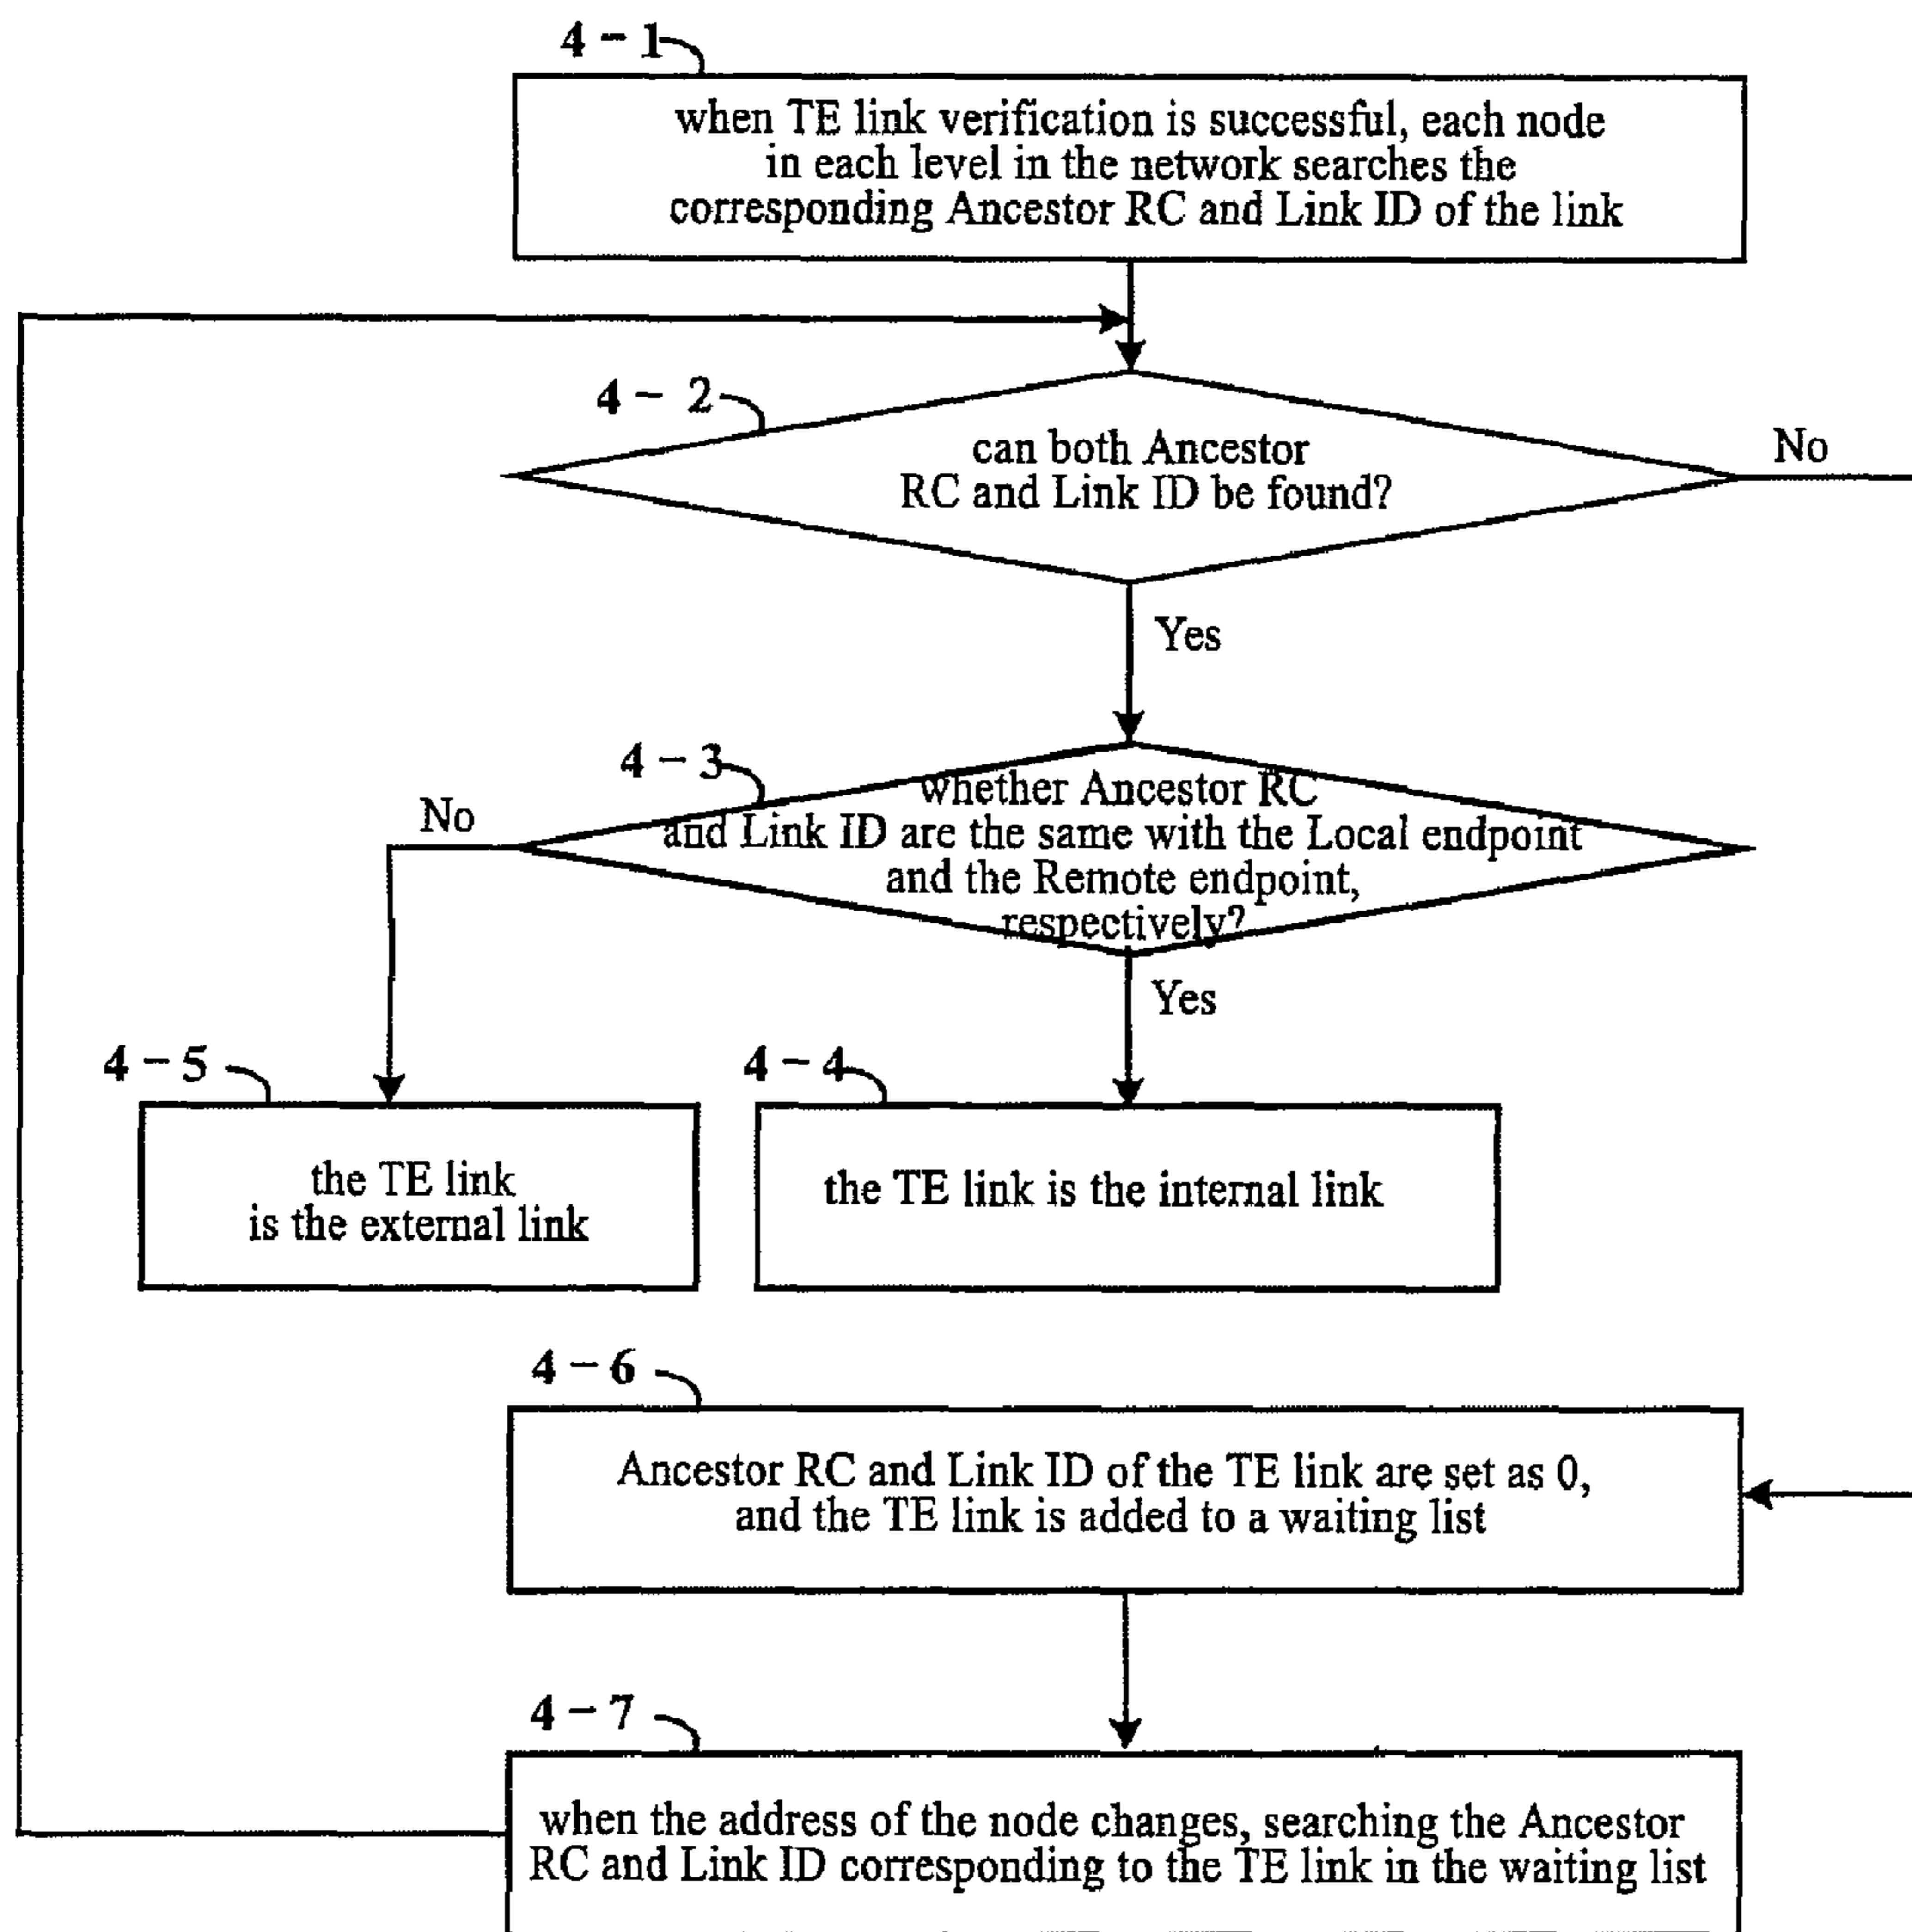 4 - 1
when TE link verification is successful, each node
in each level in the network searches the
corresponding Ancestor RC and Link ID of the link
4 - 2
can both Ancestor
RC and Link ID be found?
No
Yes
4 - 3
whether Ancestor RC
and Link ID are the same with the Local endpoint
and the Remote endpoint,
respectively?
No
Yes
4 - 5
4 - 4
the TE link
is the external link
the TE link is the internal link
4 - 6
Ancestor RC and Link ID of the TE link are set as 0,
and the TE link is added to a waiting list
4 - 7
when the address of the node changes, searching the Ancestor
RC and Link ID corresponding to the TE link in the waiting list